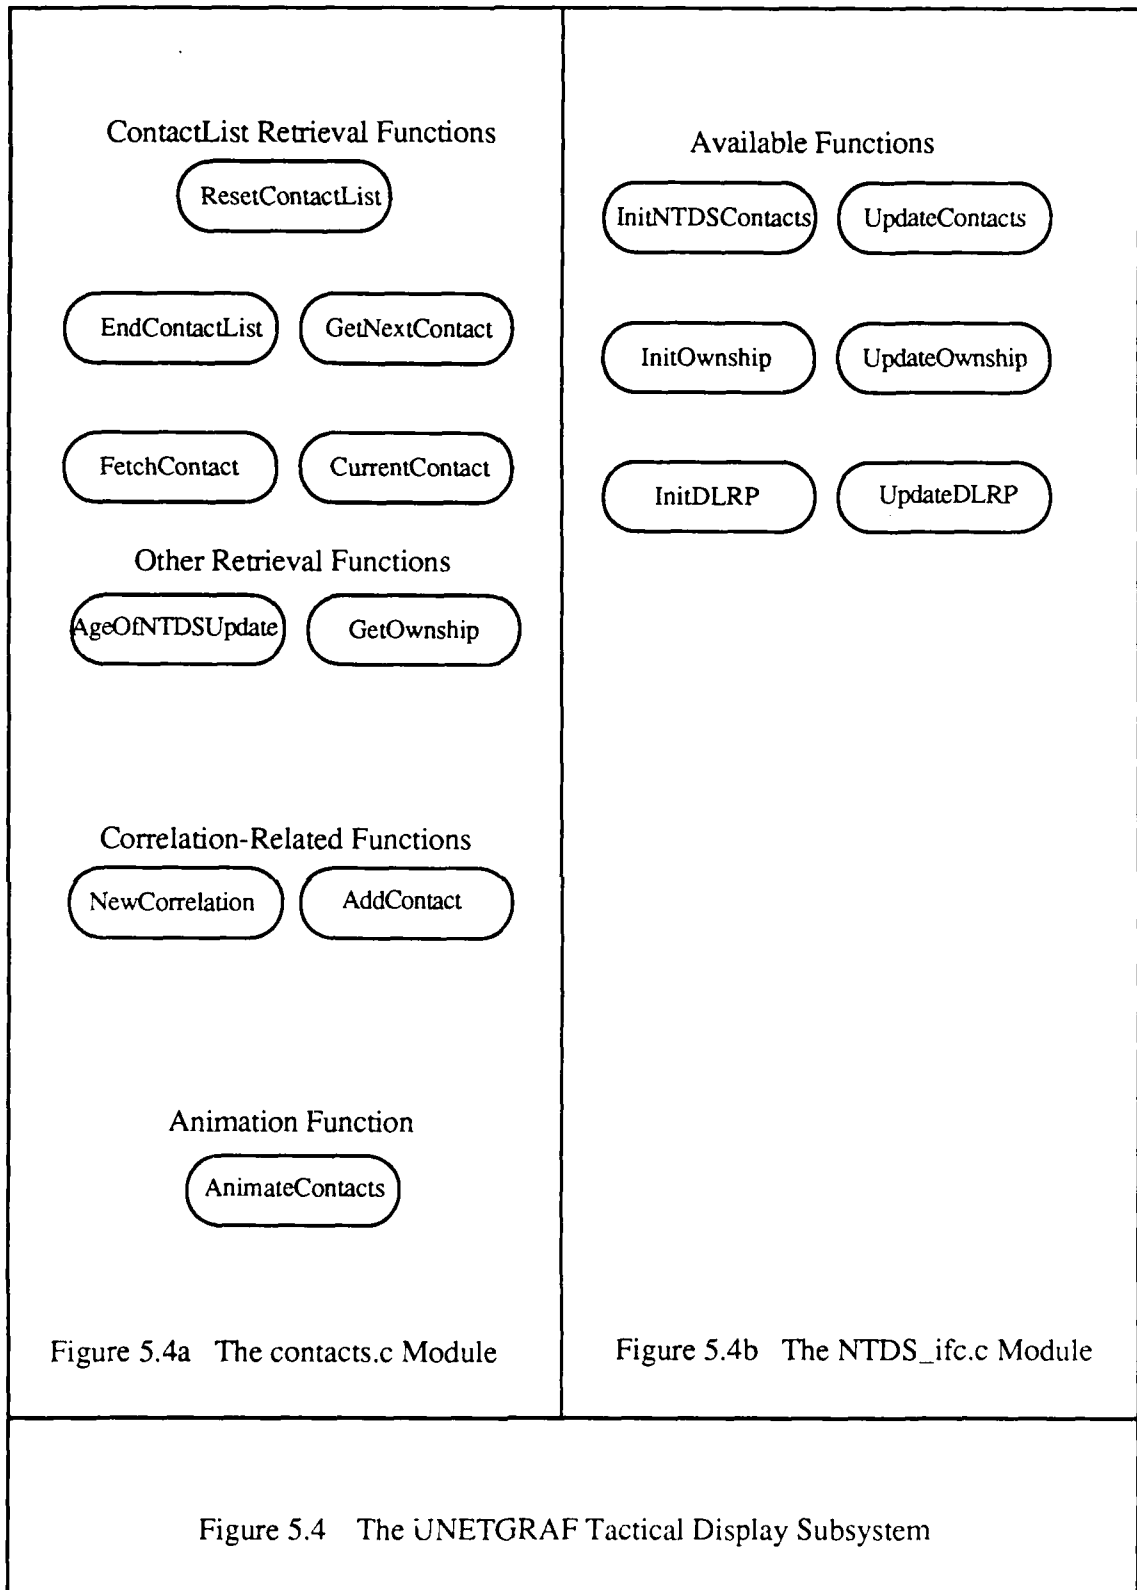 ContactList Retrieval Functions
ResetContactList
EndContactList GetNextContact
FetchContact CurrentContact
Other Retrieval Functions
AgeOfNTDSUpdate GetOwnship
Correlation-Related Functions
NewCorrelation AddContact
Animation Function
AnimateContacts
Figure 5.4a The contacts.c Module
Available Functions
InitNTDSContacts UpdateContacts
InitOwnship UpdateOwnship
InitDLRP UpdateDLRP
Figure 5.4b The NTDS_ifc.c Module
Figure 5.4 The UNETGRAF Tactical Display Subsystem